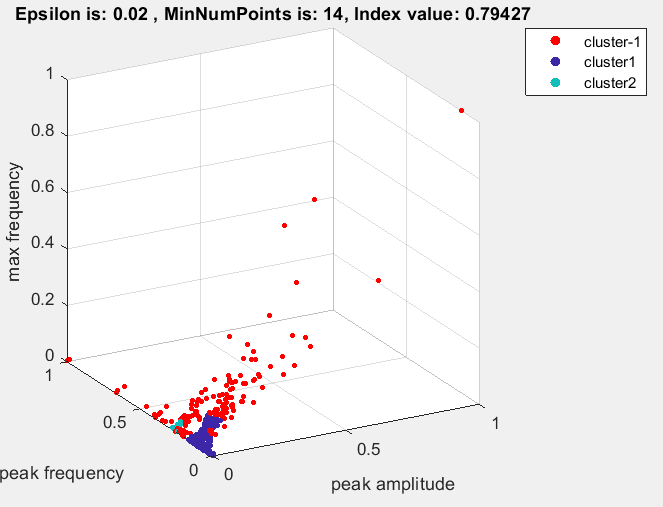 Epsilon is: 0.02 , MinNumPoints is: 14, Index value: 0.79427
cluster-1
cluster1
cluster2
1
0.8
0.6
0.4
0.2
0
max frequency
1
0.5
0
peak frequency
0
0.5
1
peak amplitude